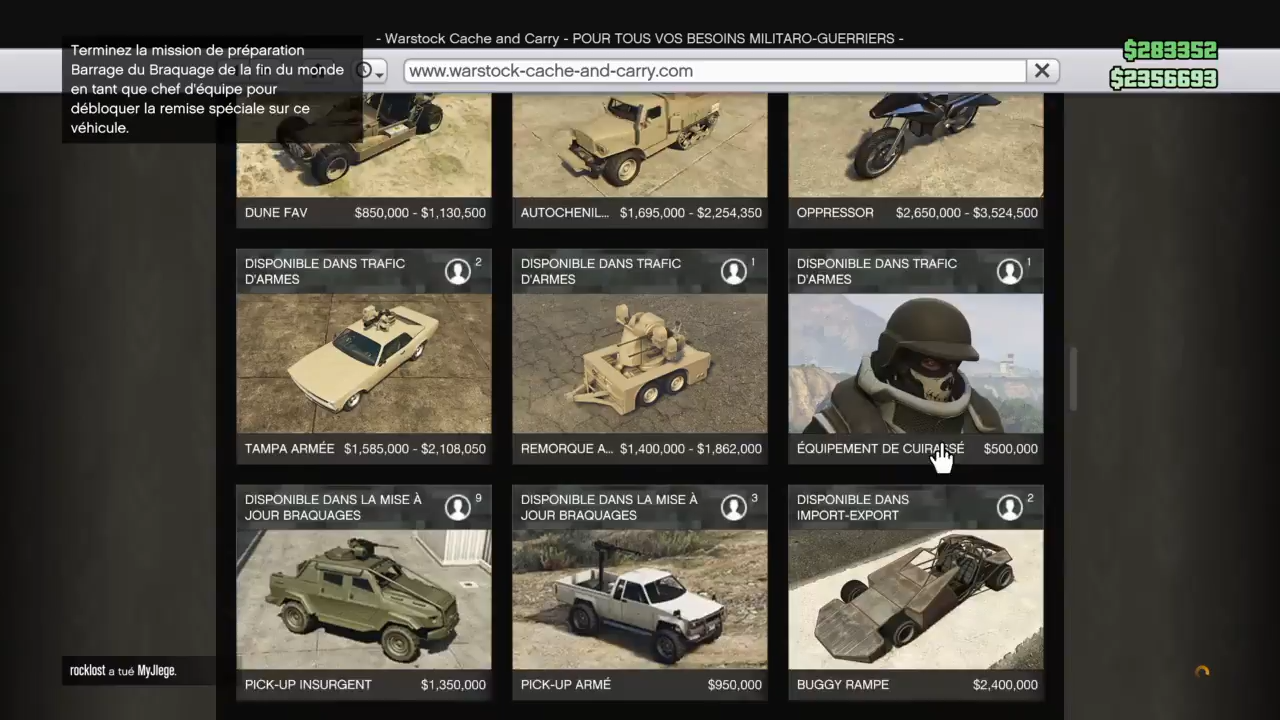 - Warstock Cache and Carry - POUR TOUS VOS BESOINS MILITARO-GUERRIERS -
Terminez la mission de préparation
Barrage du Braquage de la fin du monde
en tant que chef d'équipe pour
débloquer la remise spéciale sur ce
véhicule.
www.warstock-cache-and-carry.com
$283352
$2356693
DUNE FAV $850,000 - $1,130,500
AUTOCHENIL... $1,695,000 - $2,254,350
OPPRESSOR $2,650,000 - $3,524,500
DISPONIBLE DANS TRAFIC
D'ARMES
2
DISPONIBLE DANS TRAFIC
D'ARMES
1
DISPONIBLE DANS TRAFIC
D'ARMES
1
TAMPA ARMÉE $1,585,000 - $2,108,050
REMORQUE A... $1,400,000 - $1,862,000
ÉQUIPEMENT DE CUIRASSÉ $500,000
DISPONIBLE DANS LA MISE À
JOUR BRAQUAGES
9
DISPONIBLE DANS LA MISE À
JOUR BRAQUAGES
3
DISPONIBLE DANS
IMPORT-EXPORT
2
rocklost a tué MyJIege.
PICK-UP INSURGENT $1,350,000
PICK-UP ARMÉ $950,000
BUGGY RAMPE $2,400,000